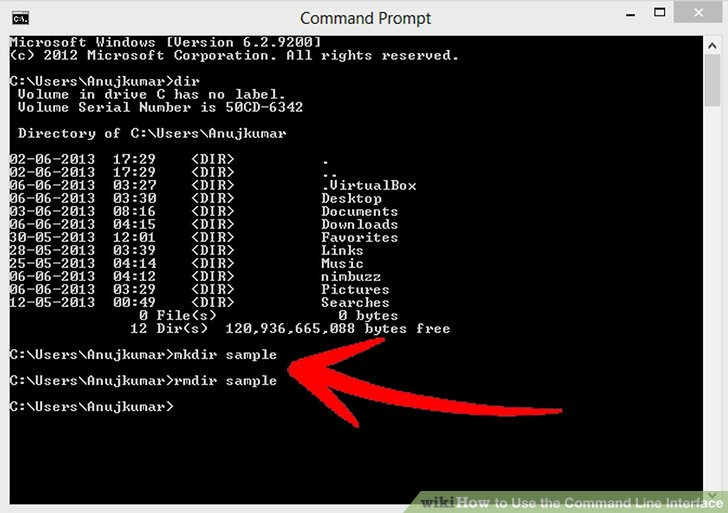 Command Prompt
Microsoft Windows [Version 6.2.9200]
(c) 2012 Microsoft Corporation. All rights reserved.
C:\Users\Anujkumar>dir
Volume in drive C has no label.
Volume Serial Number is 50CD-6342
Directory of C:\Users\Anujkumar
02-06-2013 17:29 <DIR> .
02-06-2013 17:29 <DIR> ..
06-06-2013 03:27 <DIR> .VirtualBox
06-06-2013 03:30 <DIR> Desktop
03-06-2013 08:16 <DIR> Documents
06-06-2013 04:15 <DIR> Downloads
30-05-2013 12:01 <DIR> Favorites
28-05-2013 03:39 <DIR> Links
25-05-2013 04:14 <DIR> Music
06-06-2013 04:12 <DIR> nimbuzz
06-06-2013 03:29 <DIR> Pictures
12-05-2013 00:49 <DIR> Searches
0 File(s) 0 bytes
12 Dir(s) 120,936,665,088 bytes free
C:\Users\Anujkumar>mkdir sample
C:\Users\Anujkumar>rmdir sample
C:\Users\Anujkumar>
wikiHow to Use the Command Line Interface